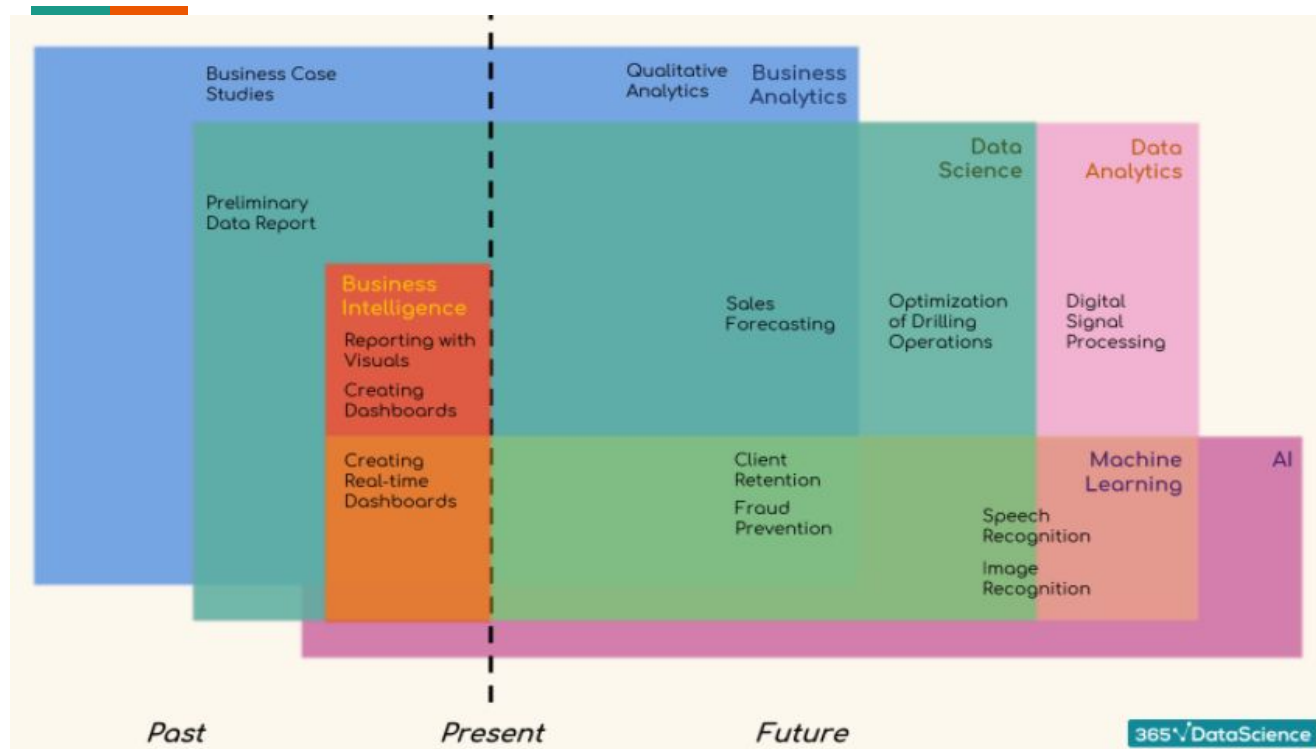 Business Case
Studies
Qualitative
Analytics
Business
Analytics
Data
Science
Data
Analytics
Preliminary
Data Report
Business
Intelligence
Reporting with
Visuals
Creating
Dashboards
Sales
Forecasting
Optimization
of Drilling
Operations
Digital
Signal
Processing
Creating
Real-time
Dashboards
Client
Retention
Fraud
Prevention
Machine
Learning
AI
Speech
Recognition
Image
Recognition
Past
Present
Future
365√DataScience